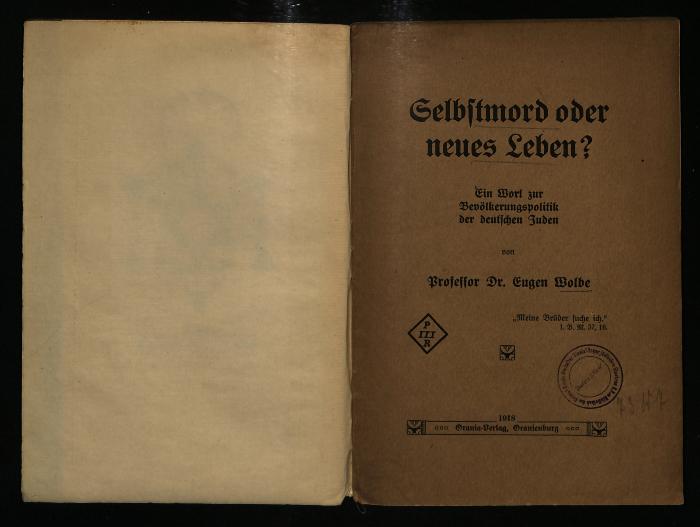 Selbstmord oder
neues Leben?
Ein Wort zur
Bevölkerungspolitik
der deutschen Juden
von
Professor Dr. Eugen Wolbe
„Meine Brüder suche ich.“
1. B. M. 37, 16.
P
III
R
1918
Orania-Verlag, Oranienburg